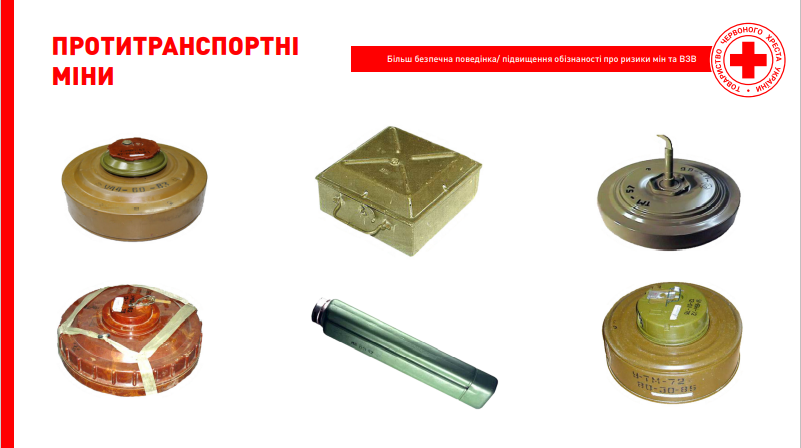 ПРОТИТРАНСПОРТНІ
МІНИ
Більш безпечна поведінка/ підвищення обізнаності про ризики мін та ВЗВ
ТОВАРИСТВО ЧЕРВОНОГО ХРЕСТА УКРАЇНИ
ТМ-57
И-ТМ-72